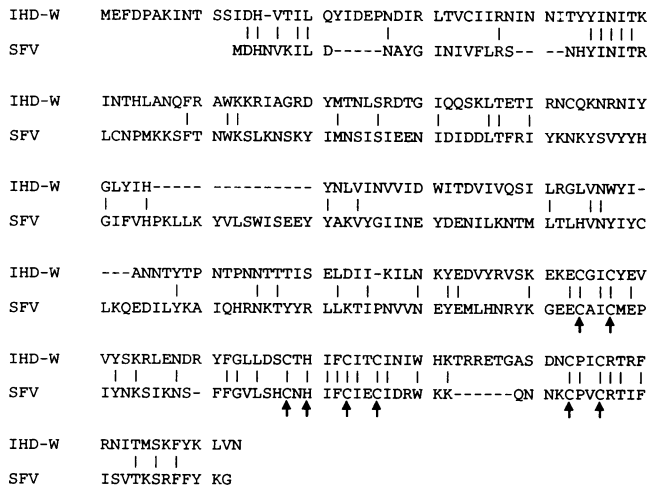 IHD-W MEFDPAKINT SSIDH-VTIL QYIDEPNDIR LTVCIIRNIN NITYYINITK
SFV MDHNVKIL D-----NAYG INIVFLRS-- --NHYINITR
IHD-W INTHLANQFR AWKKRIAGRD YMTNLSRDTG IQQSKLTETI RNCQKNRNIY
SFV LCNPMKKSFT NWKSLKNSKY IMNSISIEEN IDIDDLTFRI YKNKYSVYYH
IHD-W GLYIH----- ---------- YNLVINVVID WITDVIVQSI LRGLVNWYI-
SFV GIFVHPKLLK YVLSWISEEY YAKVYGIINE YDENILKNTM LTLHVNYIYC
IHD-W ---ANNTYTP NTPNNTTTIS ELDII-KILN KYEDVYRVSK EKECGICYEV
SFV LKQEDILYKA IQHRNKTYYR LLKTIPNVVN EYEMLHNRYK GEECAICMEP
IHD-W VYSKRLENDR YFGLLDSCTH IFCITCINIW HKTRRETGAS DNCPICRTRF
SFV IYNKSIKNS- FFGVLSHCNH IFCIECIDRW KK------QN NKCPVCRTIF
IHD-W RNITMSKFYK LVN
SFV ISVTKSRFFY KG